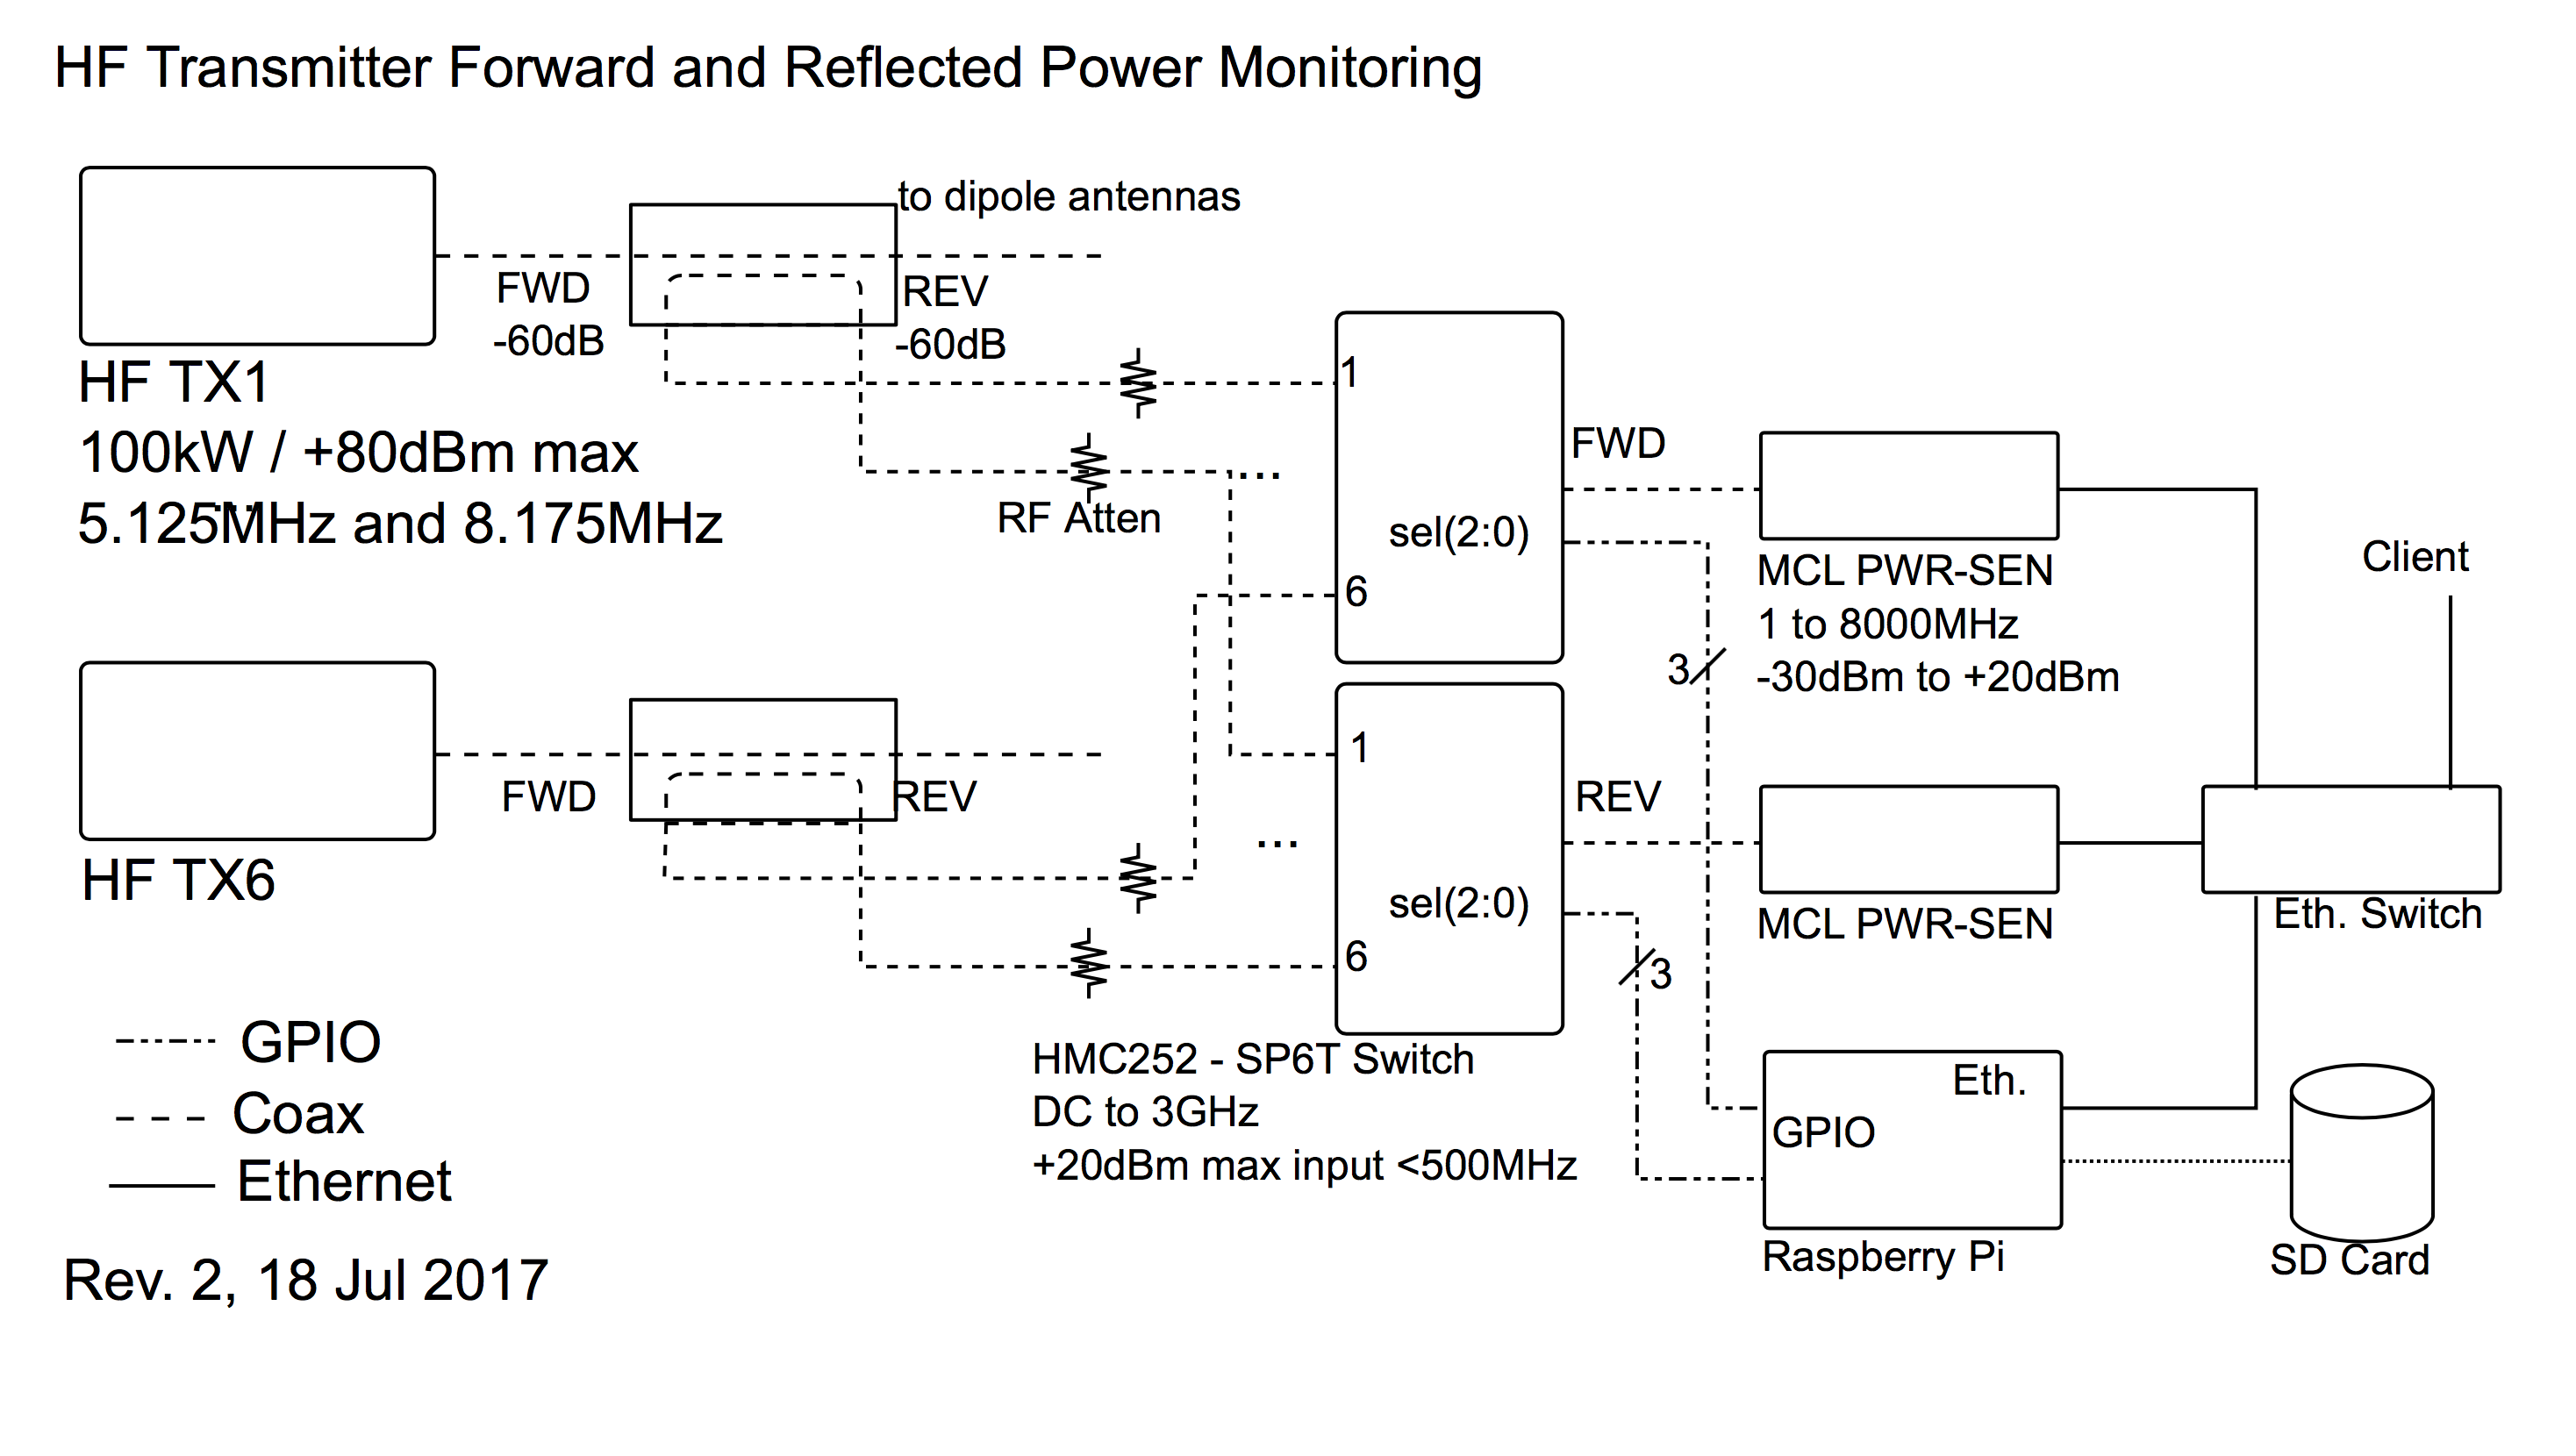 HF Transmitter Forward and Reflected Power Monitoring
to dipole antennas
FWD
-60dB
REV
-60dB
HF TX1
100kW / +80dBm max
5.125MHz and 8.175MHz
...
RF Atten
...
1
6
sel(2:0)
FWD
MCL PWR-SEN
1 to 8000MHz
-30dBm to +20dBm
3
Client
HF TX6
FWD
REV
...
1
6
sel(2:0)
REV
MCL PWR-SEN
3
Eth. Switch
HMC252 - SP6T Switch
DC to 3GHz
+20dBm max input <500MHz
Eth.
GPIO
Raspberry Pi
SD Card
GPIO
Coax
Ethernet
Rev. 2, 18 Jul 2017